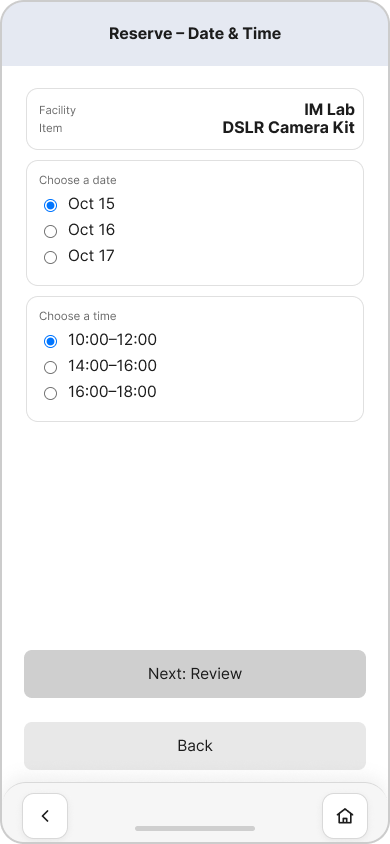 Reserve – Date & Time
Facility IM Lab
Item DSLR Camera Kit
Choose a date
Oct 15
Oct 16
Oct 17
Choose a time
10:00–12:00
14:00–16:00
16:00–18:00
Next: Review
Back